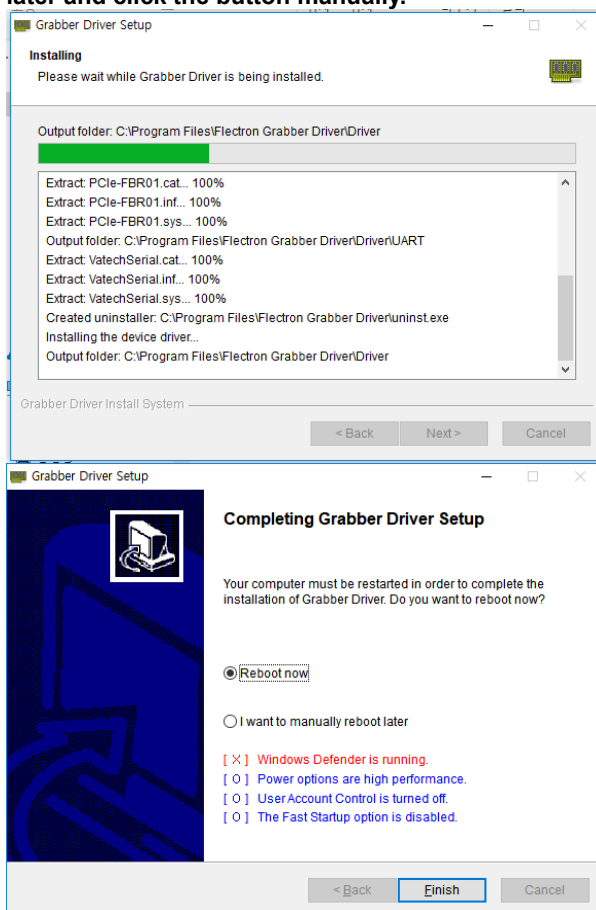 later and click the button manually.
Grabber Driver Setup
Installing
Please wait while Grabber Driver is being installed.
Output folder: C:\Program Files\Flectron Grabber Driver\Driver
Extract: PCIe-FBR01.cat... 100%
Extract: PCIe-FBR01.inf... 100%
Extract: PCIe-FBR01.sys... 100%
Output folder: C:\Program Files\Flectron Grabber Driver\Driver\UART
Extract: VatechSerial.cat... 100%
Extract: VatechSerial.inf... 100%
Extract: VatechSerial.sys... 100%
Created uninstaller: C:\Program Files\Flectron Grabber Driver\uninst.exe
Installing the device driver...
Output folder: C:\Program Files\Flectron Grabber Driver\Driver
Grabber Driver Install System
< Back Next > Cancel
Grabber Driver Setup
Completing Grabber Driver Setup
Your computer must be restarted in order to complete the
installation of Grabber Driver. Do you want to reboot now?
Reboot now
I want to manually reboot later
[ X ] Windows Defender is running.
[ O ] Power options are high performance.
[ O ] User Account Control is turned off.
[ O ] The Fast Startup option is disabled.
< Back Finish Cancel